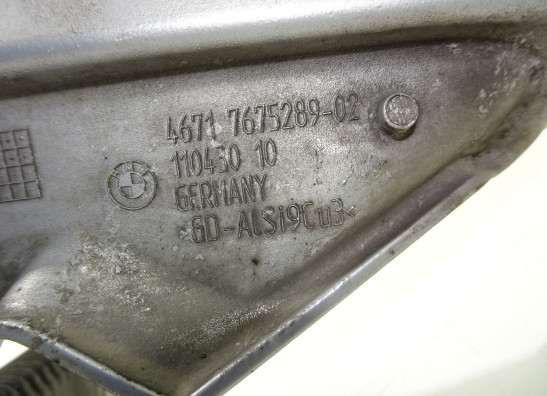 4671 7675289-02
110430 10
GERMANY
>GD-AlSi9Cu3<